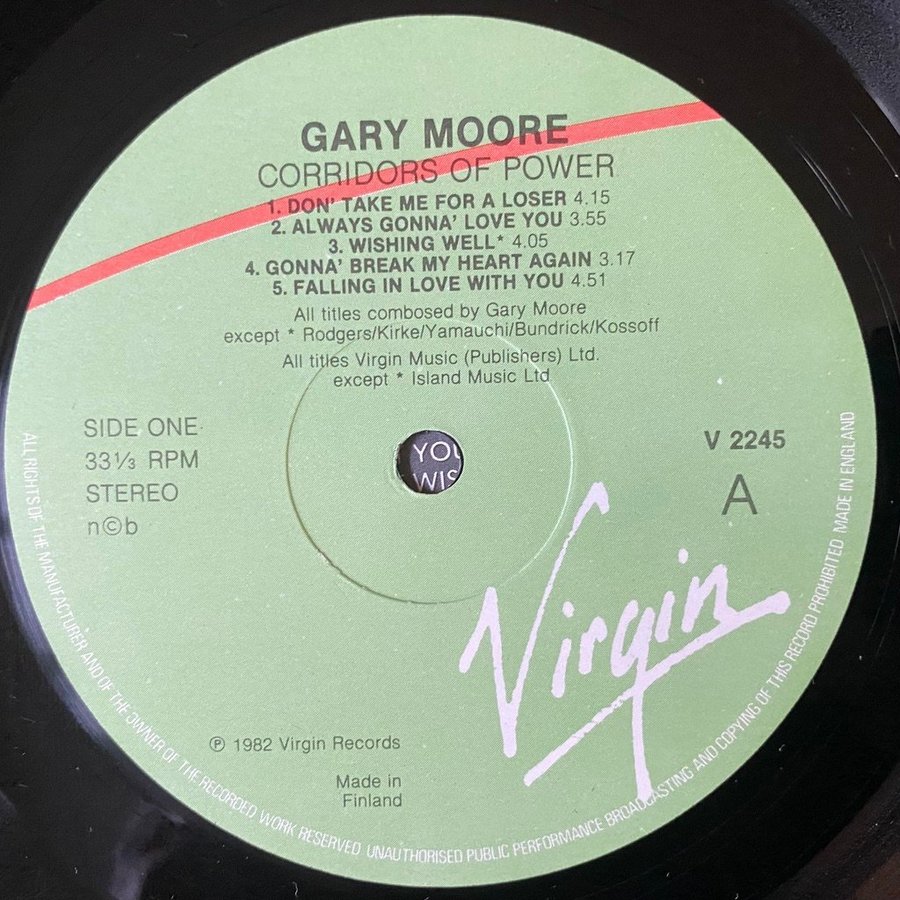 GARY MOORE
CORRIDORS OF POWER
1. DON' TAKE ME FOR A LOSER 4.15
2. ALWAYS GONNA' LOVE YOU 3.55
3. WISHING WELL* 4.05
4. GONNA' BREAK MY HEART AGAIN 3.17
5. FALLING IN LOVE WITH YOU 4.51
All titles composed by Gary Moore
except * Rodgers/Kirke/Yamauchi/Bundrick/Kossoff
All titles Virgin Music (Publishers) Ltd.
except * Island Music Ltd
SIDE ONE
33⅓ RPM
STEREO
n©b
YOU
WIS
V 2245
A
Virgin
℗ 1982 Virgin Records
Made in
Finland
ALL RIGHTS OF THE MANUFACTURER AND OF THE OWNER OF THE RECORDED WORK RESERVED. UNAUTHORISED PUBLIC PERFORMANCE BROADCASTING AND COPYING OF THIS RECORD PROHIBITED. MADE IN ENGLAND